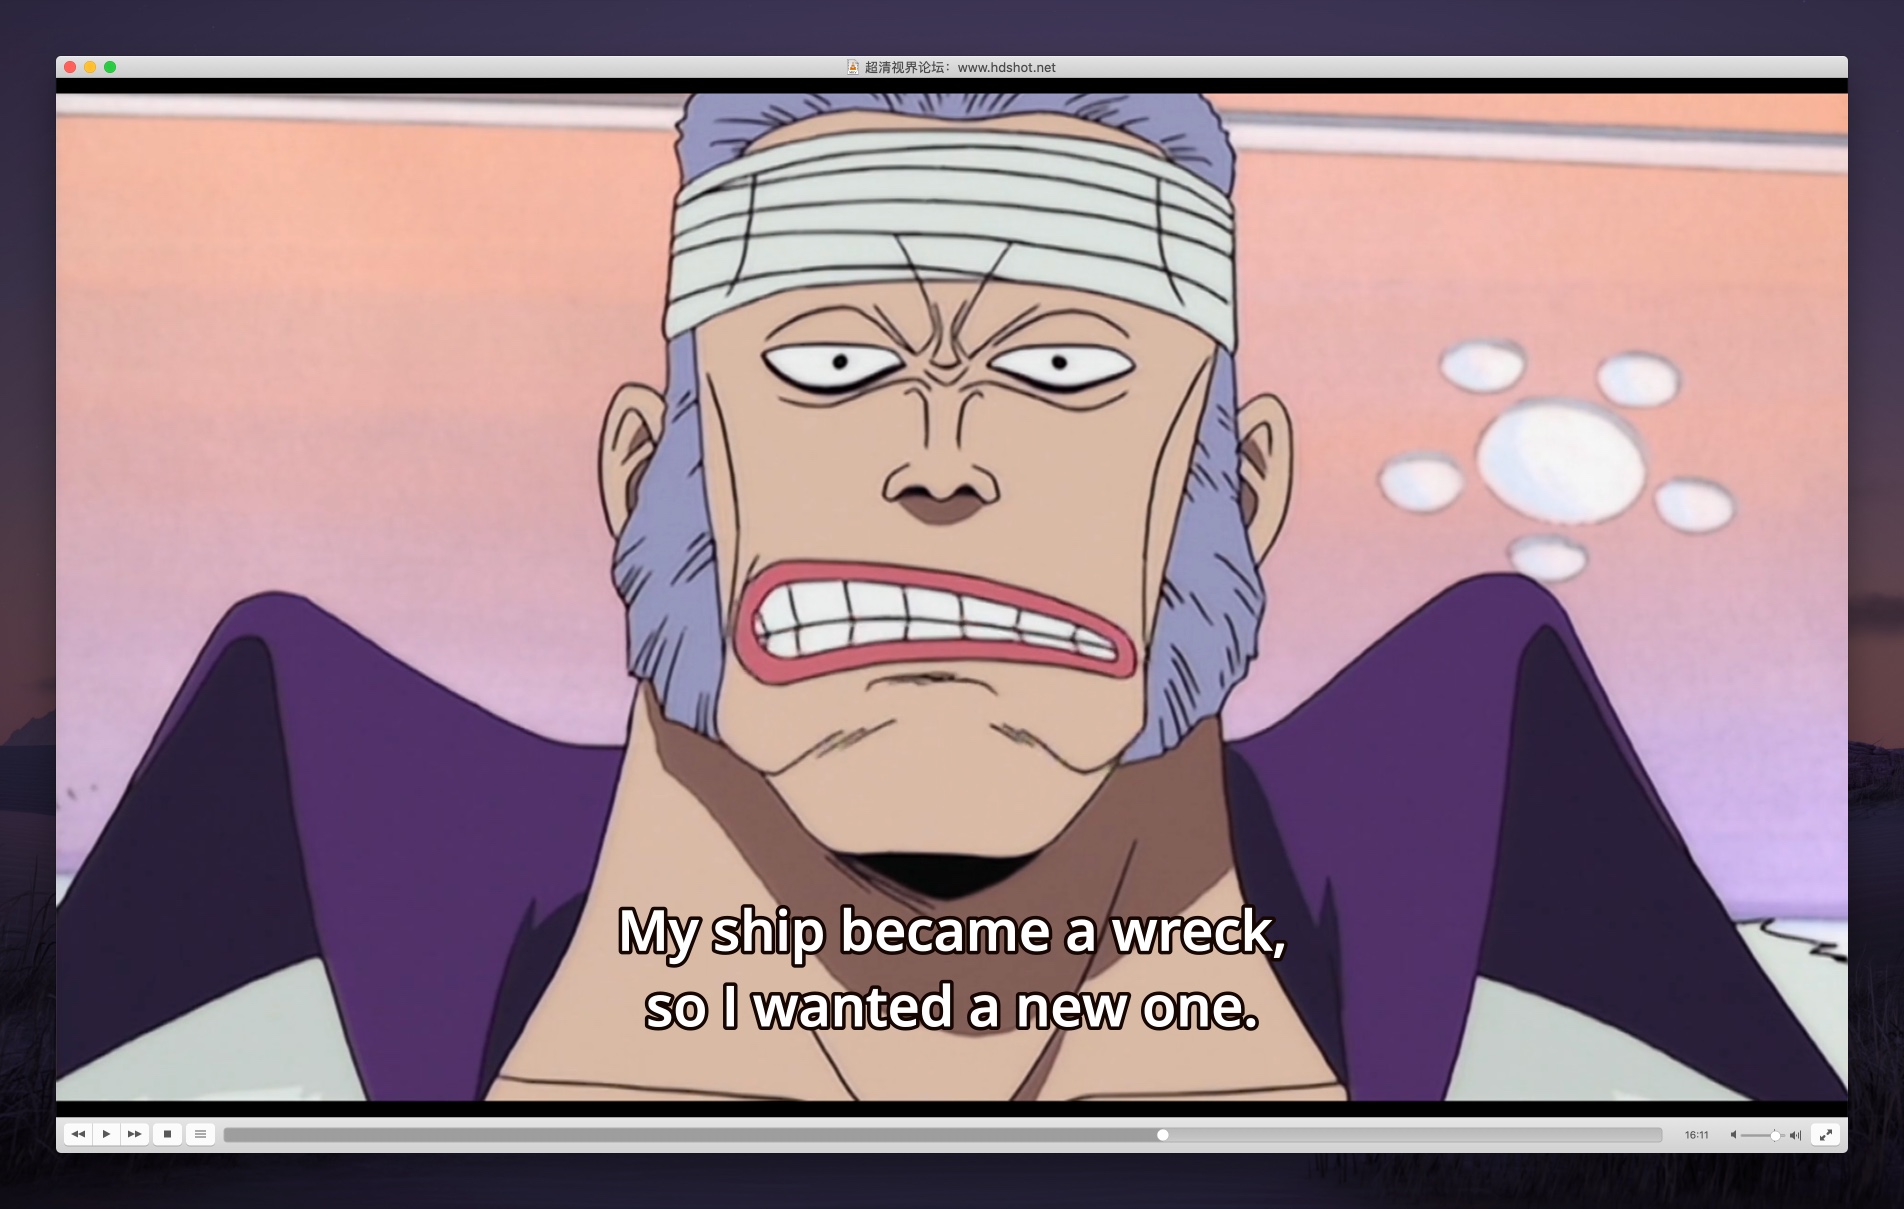 超清视界论坛：www.hdshot.net
My ship became a wreck,
so I wanted a new one.
16:11